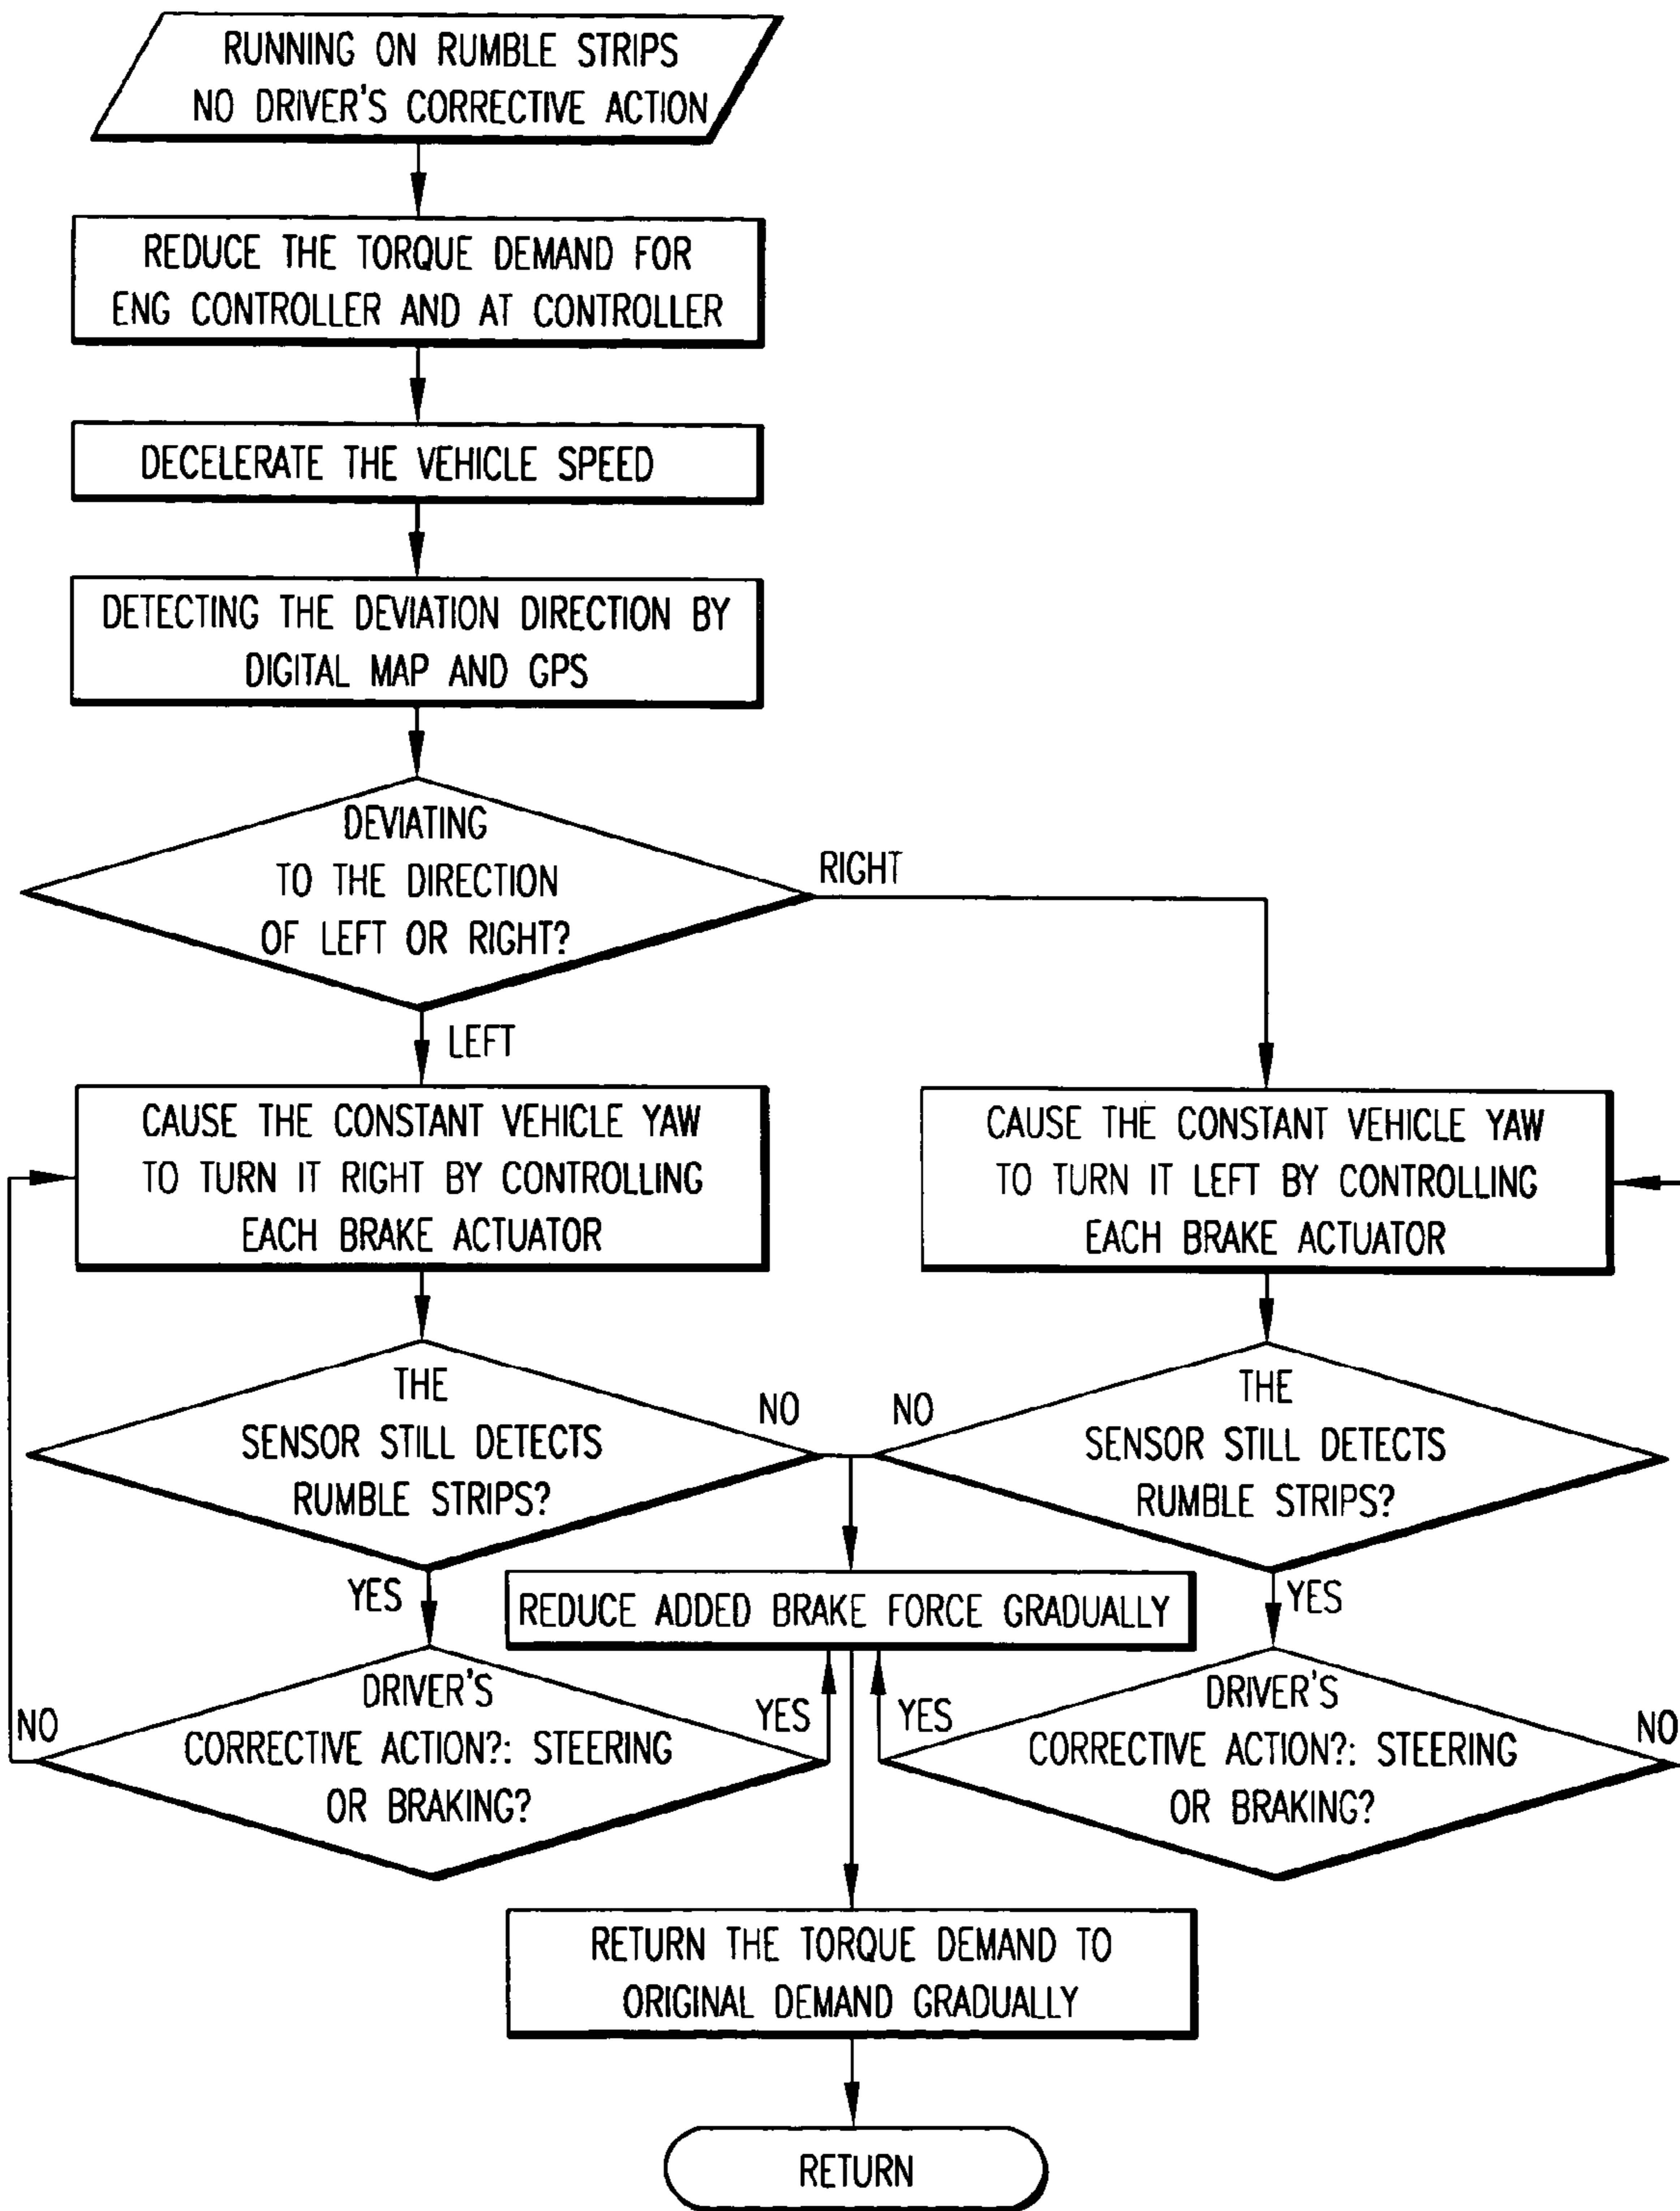 RUNNING ON RUMBLE STRIPS
NO DRIVER'S CORRECTIVE ACTION
REDUCE THE TORQUE DEMAND FOR
ENG CONTROLLER AND AT CONTROLLER
DECELERATE THE VEHICLE SPEED
DETECTING THE DEVIATION DIRECTION BY
DIGITAL MAP AND GPS
DEVIATING
TO THE DIRECTION
OF LEFT OR RIGHT?
RIGHT
LEFT
CAUSE THE CONSTANT VEHICLE YAW
TO TURN IT RIGHT BY CONTROLLING
EACH BRAKE ACTUATOR
CAUSE THE CONSTANT VEHICLE YAW
TO TURN IT LEFT BY CONTROLLING
EACH BRAKE ACTUATOR
THE
SENSOR STILL DETECTS
RUMBLE STRIPS?
NO
NO
THE
SENSOR STILL DETECTS
RUMBLE STRIPS?
YES
REDUCE ADDED BRAKE FORCE GRADUALLY
YES
NO
DRIVER'S
CORRECTIVE ACTION?: STEERING
OR BRAKING?
YES
YES
DRIVER'S
CORRECTIVE ACTION?: STEERING
OR BRAKING?
NO
RETURN THE TORQUE DEMAND TO
ORIGINAL DEMAND GRADUALLY
RETURN